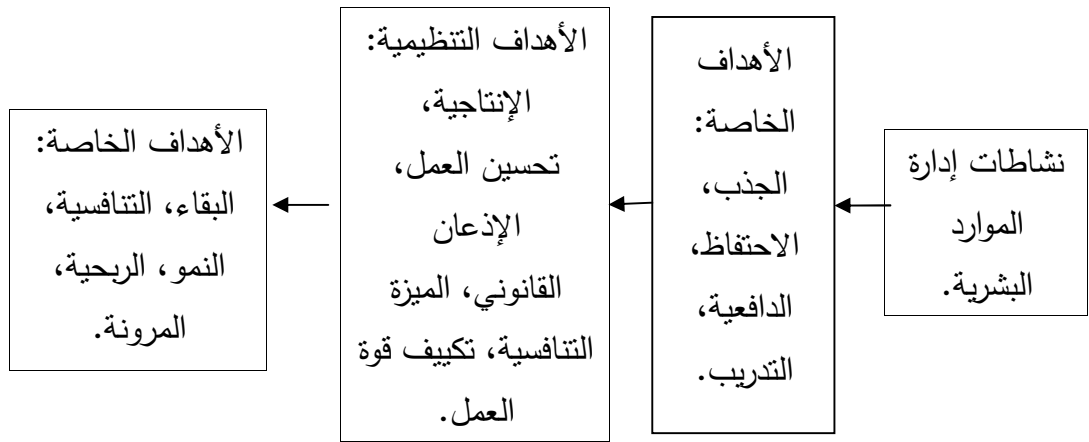 نشاطات إدارة
الموارد
البشرية.
الأهداف
الخاصة:
الجذب،
الاحتفاظ،
الدافعية،
التدريب.
الأهداف التنظيمية:
الإنتاجية،
تحسين العمل،
الإذعان
القانوني، الميزة
التنافسية، تكييف قوة
العمل.
الأهداف الخاصة:
البقاء، التنافسية،
النمو، الربحية،
المرونة.